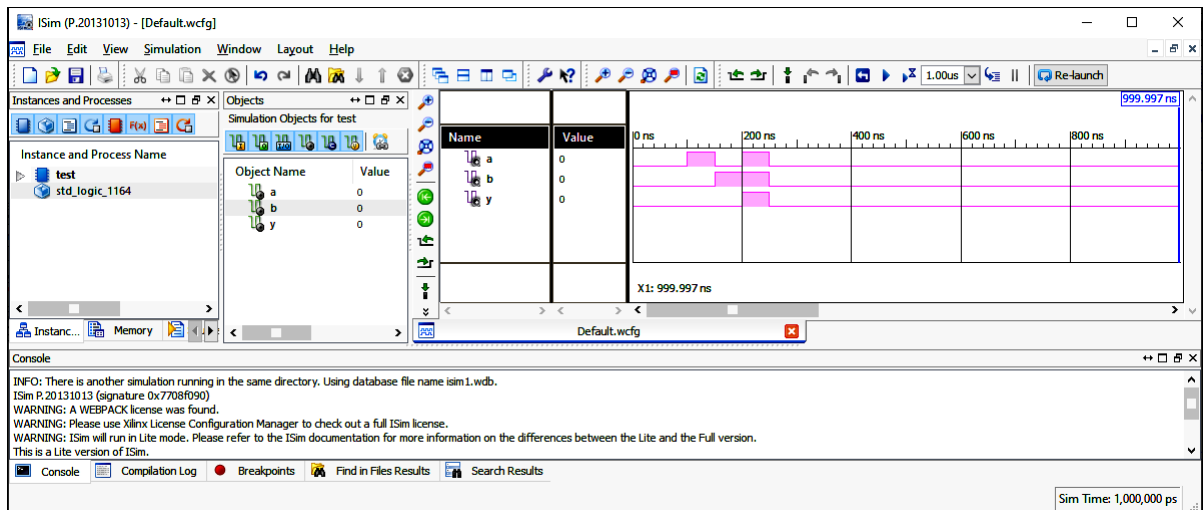 ISim (P.20131013) - [Default.wcfg]
File Edit View Simulation Window Layout Help
1.00us Re-launch
Instances and Processes
F(x)
Instance and Process Name
test
std_logic_1164
Instanc... Memory
Objects
Simulation Objects for test
Object Name Value
a 0
b 0
y 0
Name Value
a 0
b 0
y 0
999.997 ns
0 ns 200 ns 400 ns 600 ns 800 ns
X1: 999.997 ns
Default.wcfg
Console
INFO: There is another simulation running in the same directory. Using database file name isim1.wdb.
ISim P.20131013 (signature 0x7708f090)
WARNING: A WEBPACK license was found.
WARNING: Please use Xilinx License Configuration Manager to check out a full ISim license.
WARNING: ISim will run in Lite mode. Please refer to the ISim documentation for more information on the differences between the Lite and the Full version.
This is a Lite version of ISim.
Console Compilation Log Breakpoints Find in Files Results Search Results
Sim Time: 1,000,000 ps